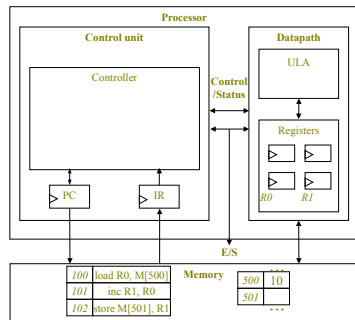 Processor
Control unit
Datapath
Controller
ULA
Control
/Status
Registers
PC
IR
R0
R1
E/S
Memory
100 load R0, M[500]
101 inc R1, R0
102 store M[501], R1
...
500 10
501
...